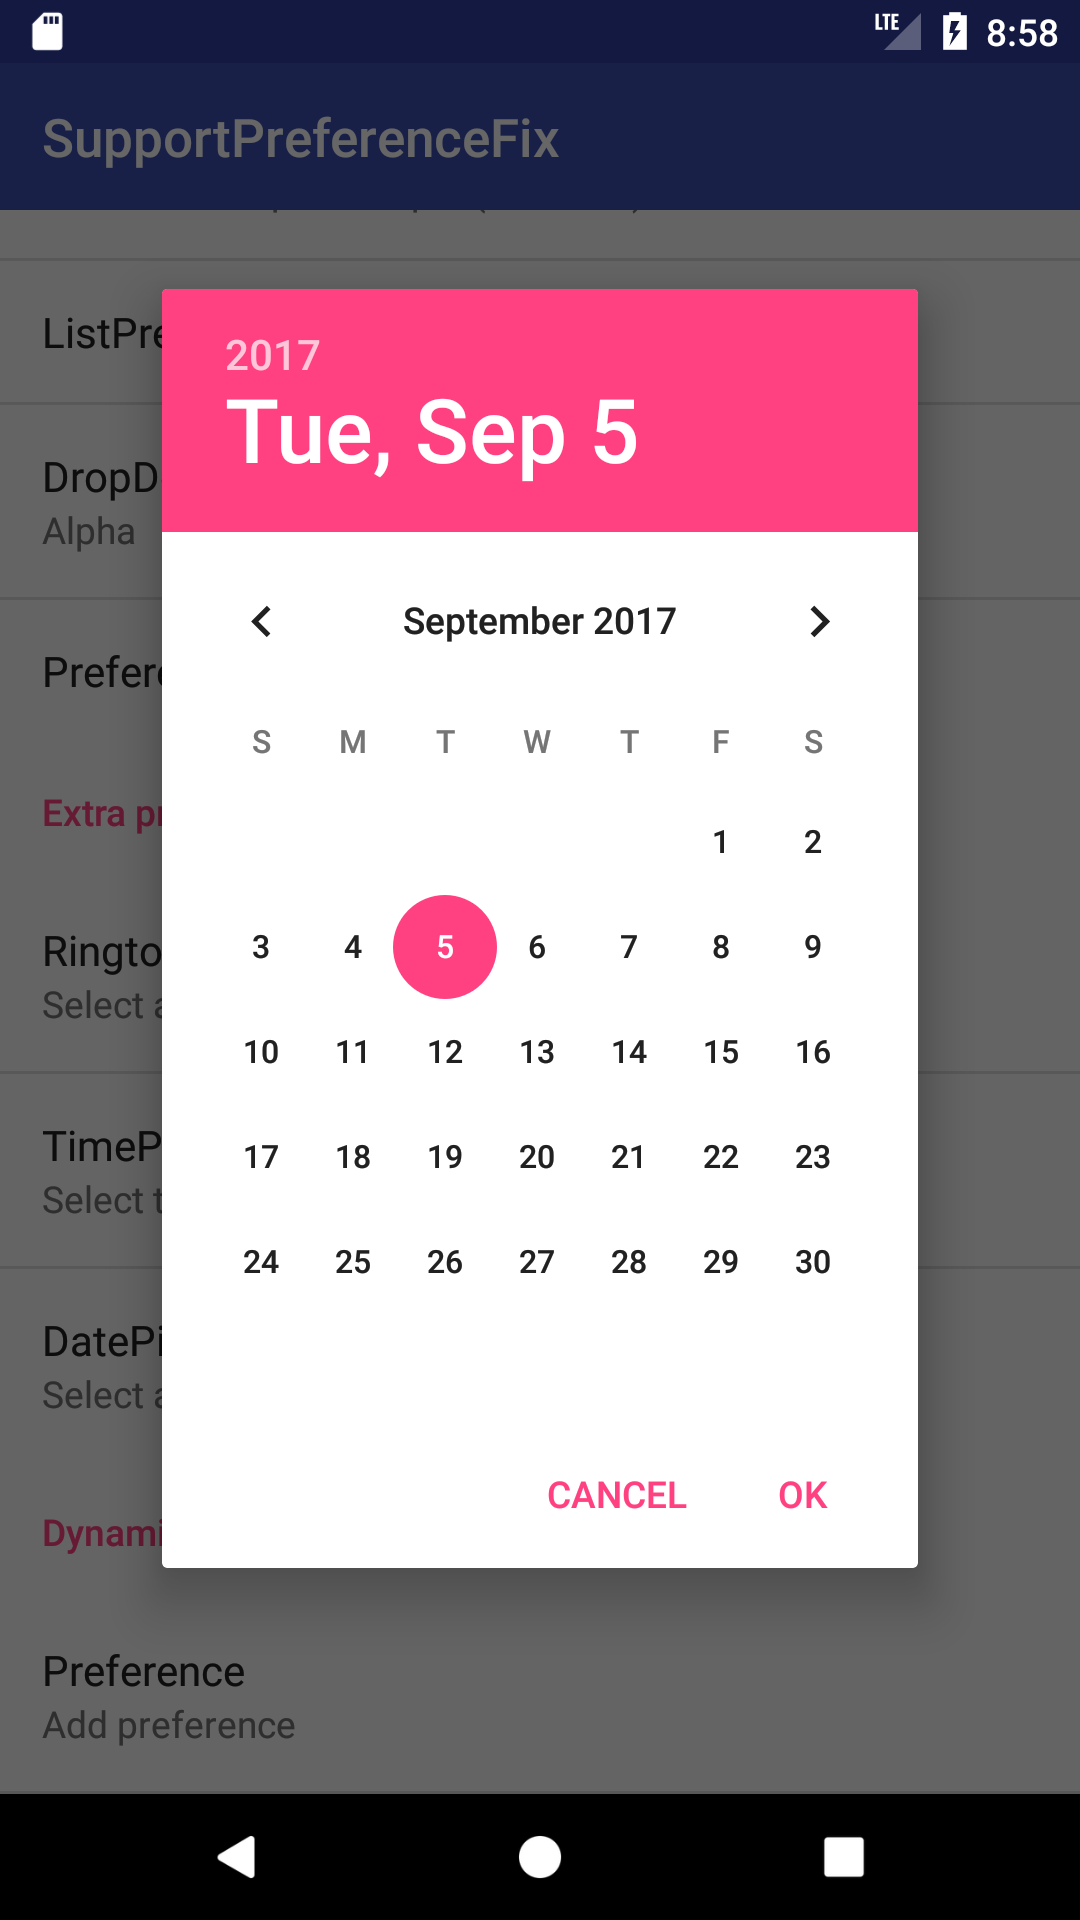 LTE 8:58
SupportPreferenceFix
2017
Tue, Sep 5
September 2017
S M T W T F S
1 2
3 4 5 6 7 8 9
10 11 12 13 14 15 16
17 18 19 20 21 22 23
24 25 26 27 28 29 30
CANCEL OK
ListPre
DropD
Alpha
Prefer
Extra
Ringto
Select
TimeP
Select
DatePi
Select
Dynami
Preference
Add preference